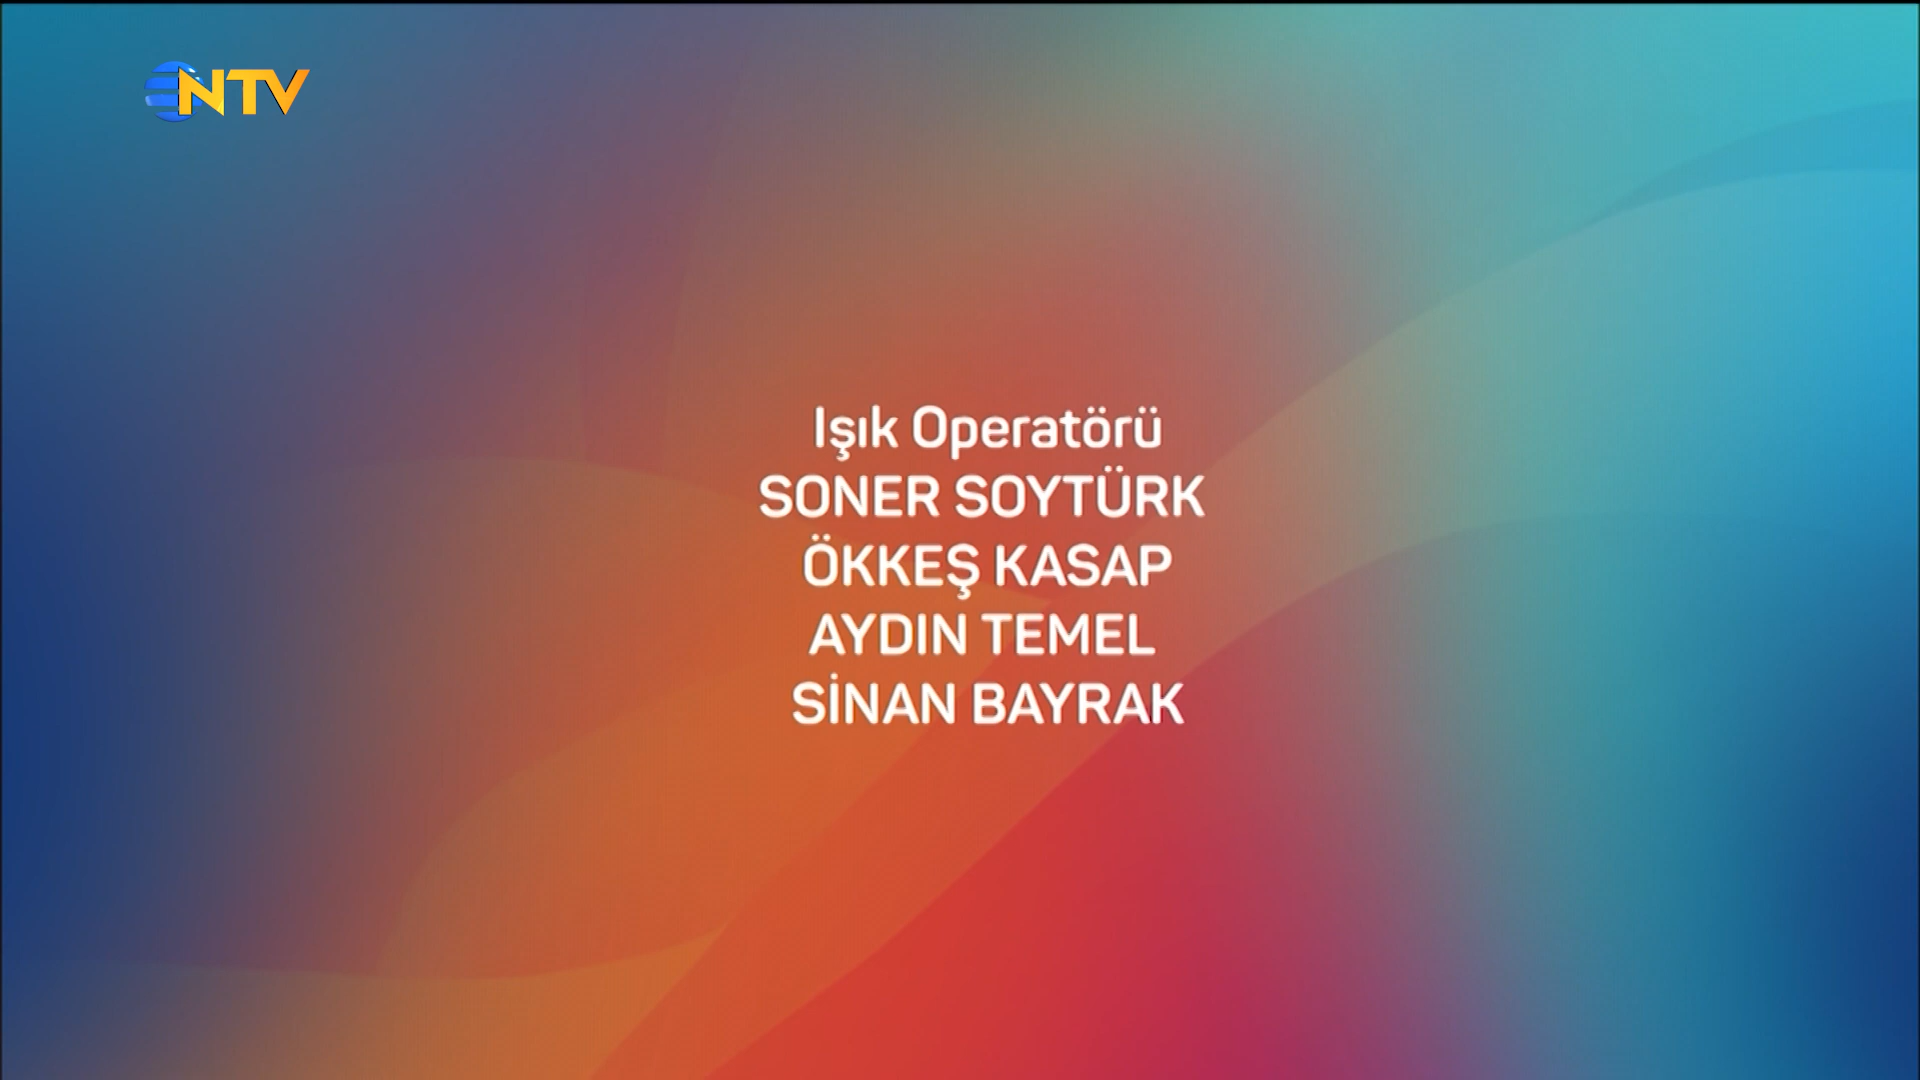 NTV
Işık Operatörü
SONER SOYTÜRK
ÖKKEŞ KASAP
AYDIN TEMEL
SİNAN BAYRAK